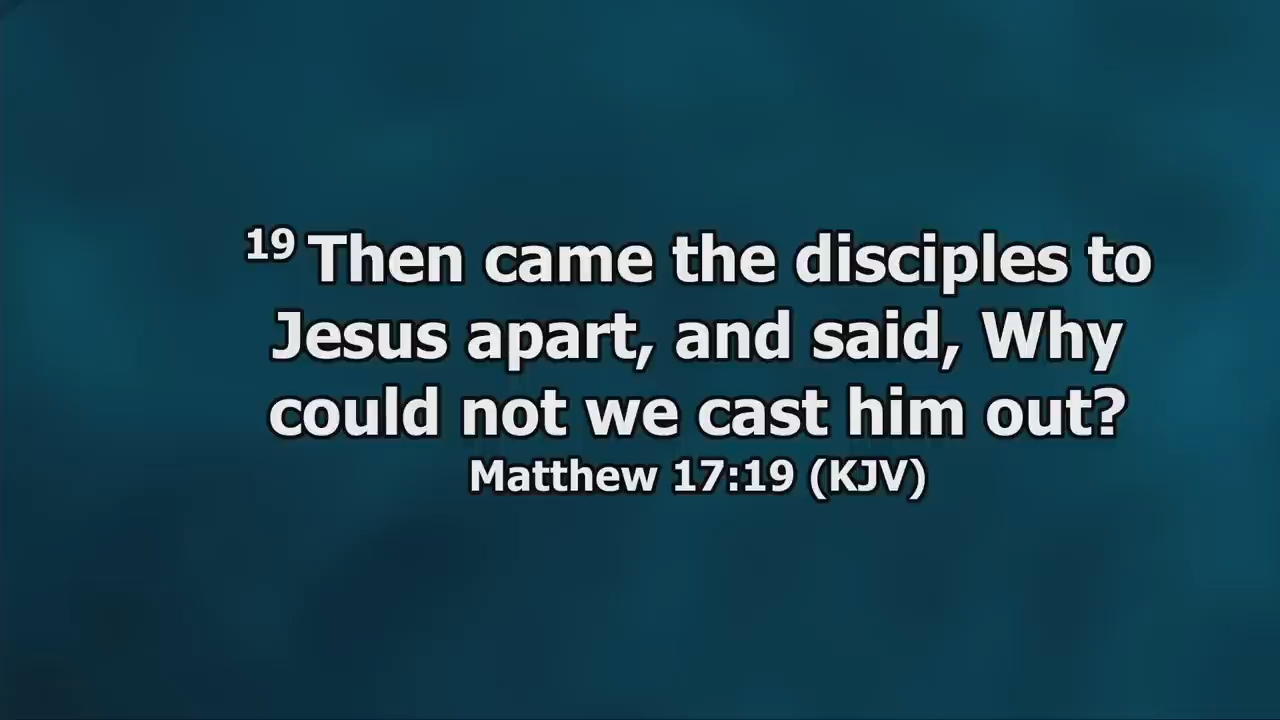 19 Then came the disciples to
Jesus apart, and said, Why
could not we cast him out?
Matthew 17:19 (KJV)